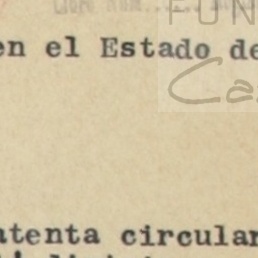 FUN
en el Estado de
Ca
atenta circular